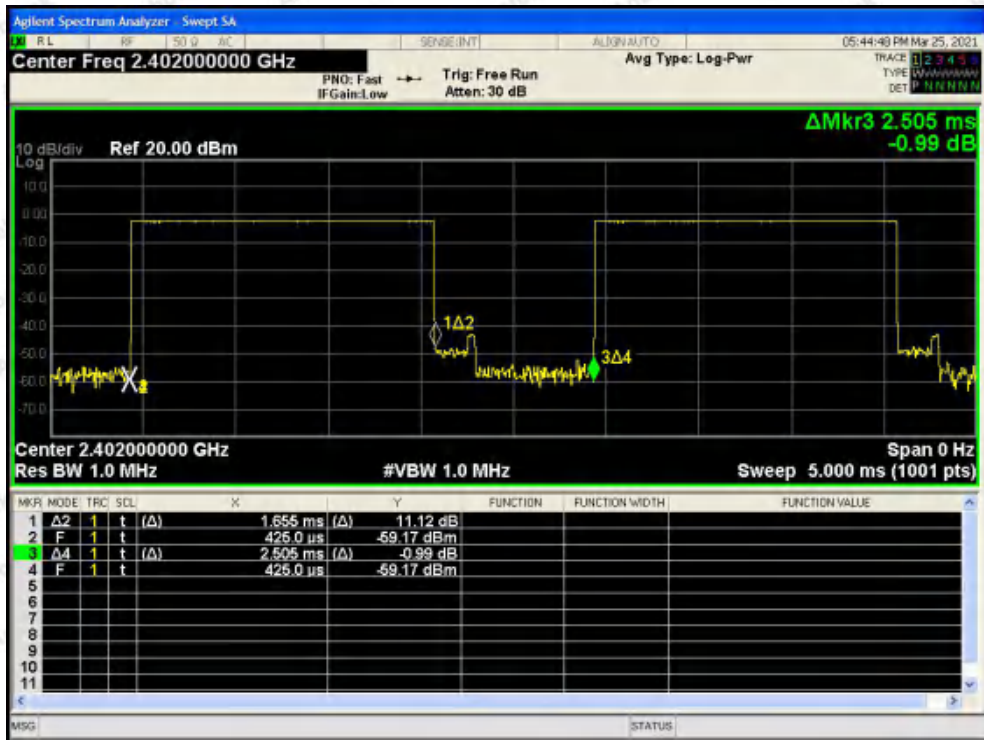 Agilent Spectrum Analyzer - Swept SA
RL RF 50 Ω AC SENSE:INT ALIGN AUTO 05:44:48 PM Mar 25, 2021
Center Freq 2.402000000 GHz
PNO: Fast Trig: Free Run
IFGain:Low Atten: 30 dB
Avg Type: Log-Pwr
TRACE 1 2 3 4 5 6
TYPE
DET P N N N N N
ΔMkr3 2.505 ms
-0.99 dB
10 dB/div Ref 20.00 dBm
Log
10.0
0.00
-10.0
-20.0
-30.0
-40.0
-50.0
-60.0
-70.0
1Δ2
3Δ4
Center 2.402000000 GHz Span 0 Hz
Res BW 1.0 MHz #VBW 1.0 MHz Sweep 5.000 ms (1001 pts)
MKR MODE TRC SCL X Y FUNCTION FUNCTION WIDTH FUNCTION VALUE
1 Δ2 1 t (Δ) 1.655 ms (Δ) 11.12 dB
2 F 1 t 425.0 µs -59.17 dBm
3 Δ4 1 t (Δ) 2.505 ms (Δ) -0.99 dB
4 F 1 t 425.0 µs -59.17 dBm
5
6
7
8
9
10
11
MSG STATUS